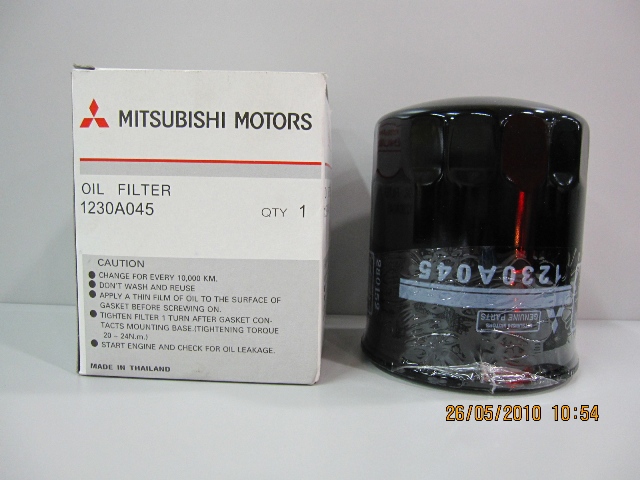 MITSUBISHI MOTORS
OIL FILTER
1230A045 QTY 1
CAUTION
● CHANGE FOR EVERY 10,000 KM.
● DON'T WASH AND REUSE
● APPLY A THIN FILM OF OIL TO THE SURFACE OF
GASKET BEFORE SCREWING ON.
● TIGHTEN FILTER 1 TURN AFTER GASKET CON-
TACTS MOUNTING BASE.(TIGHTENING TORQUE
20 – 24N.m.)
● START ENGINE AND CHECK FOR OIL LEAKAGE.
MADE IN THAILAND
1230A045
MITSUBISHI MOTORS
GENUINE PARTS
26/05/2010 10:54